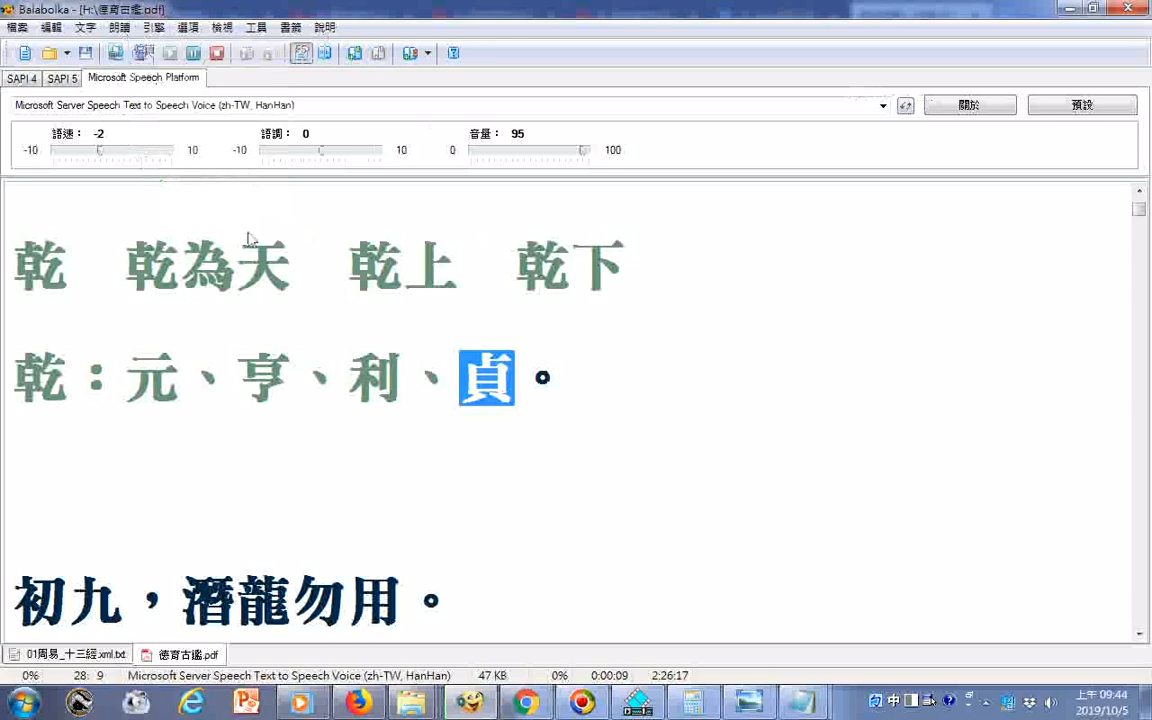 Balabolka - [H:\德育古鑑.pdf]
檔案 編輯 文字 朗讀 引擎 選項 檢視 工具 書籤 說明
SAPI 4 SAPI 5 Microsoft Speech Platform
Microsoft Server Speech Text to Speech Voice (zh-TW, HanHan) 關於 預設
語速： -2 語調： 0 音量： 95
-10 10 -10 10 0 100
乾　乾為天　乾上　乾下
乾：元、亨、利、貞。
初九，潛龍勿用。
01周易_十三經.xml.txt 德育古鑑.pdf
0% 28: 9 Microsoft Server Speech Text to Speech Voice (zh-TW, HanHan) 47 KB 0% 0:00:09 2:26:17
中 上午 09:44
2019/10/5